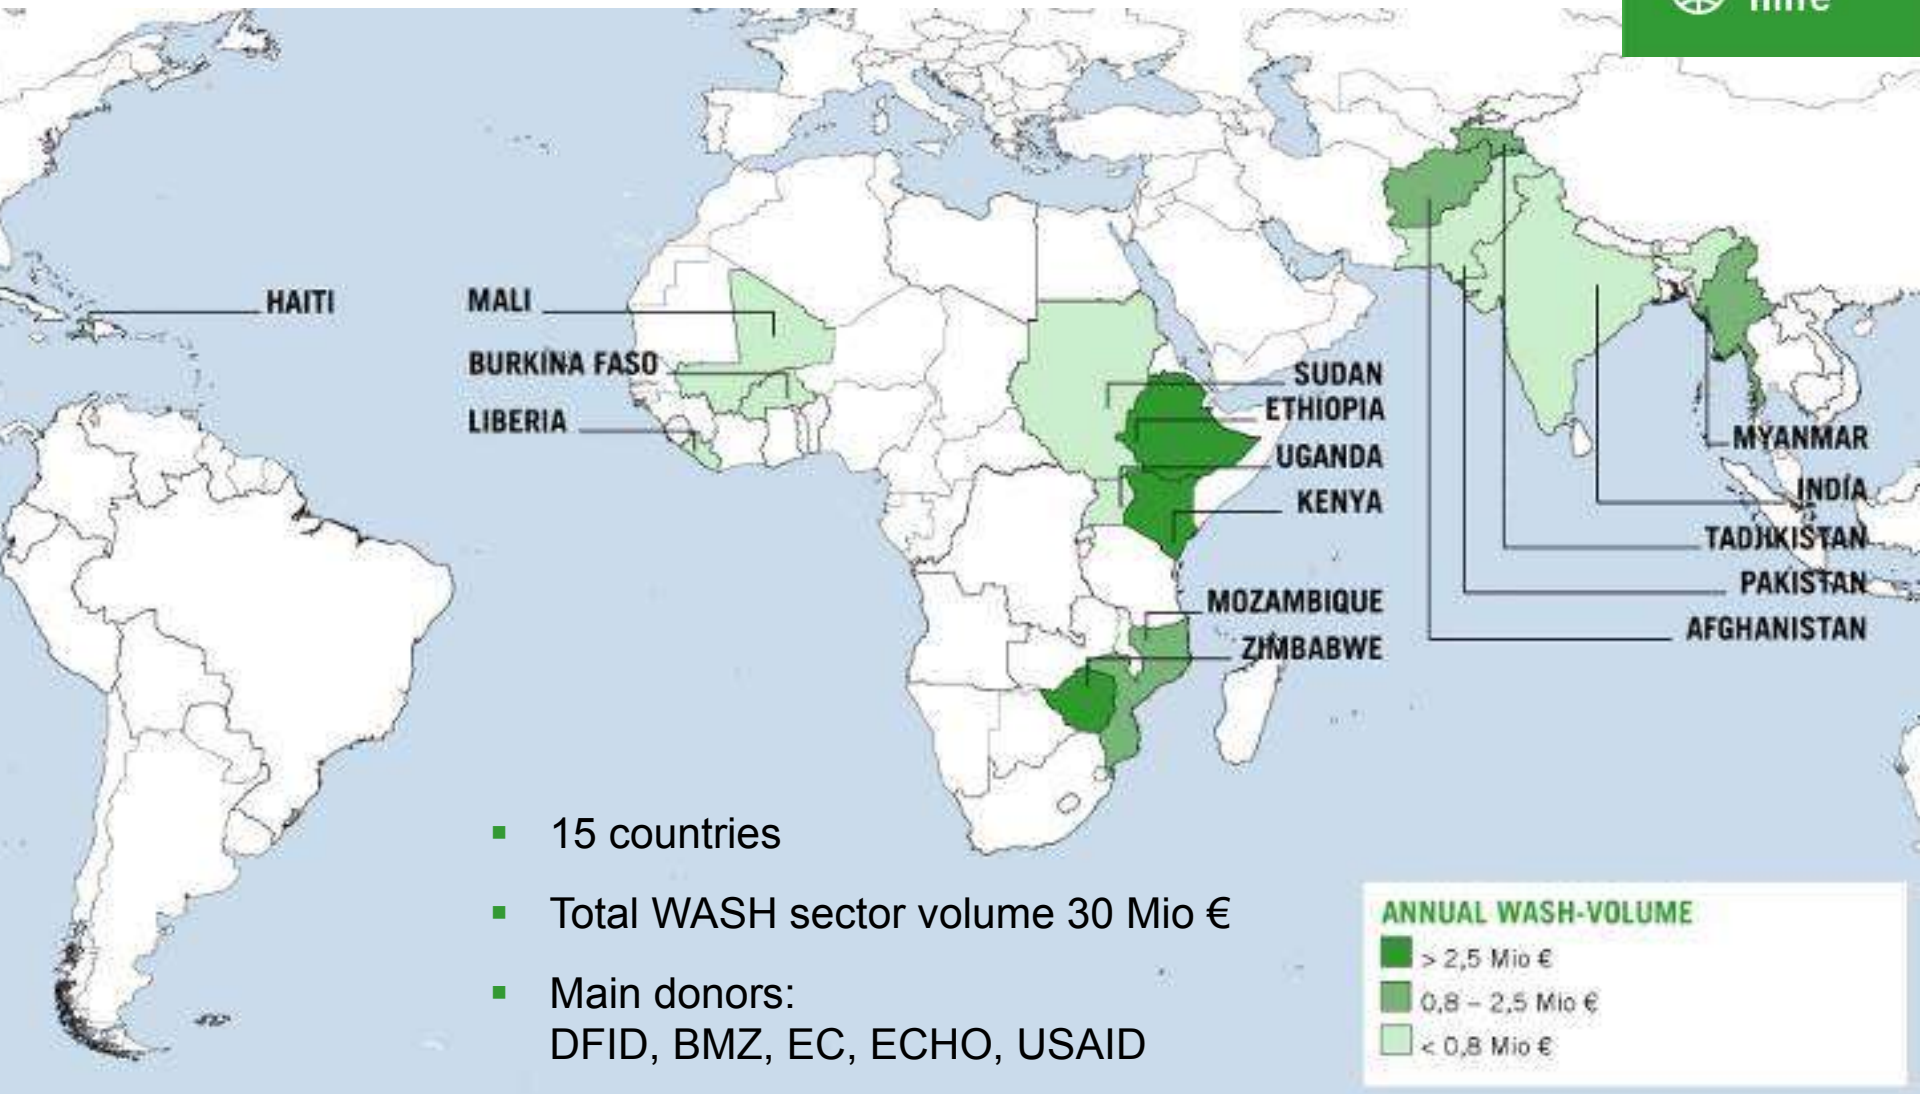 HAITI
MALI
BURKINA FASO
LIBERIA
SUDAN
ETHIOPIA
UGANDA
KENYA
MOZAMBIQUE
ZIMBABWE
MYANMAR
INDIA
TADJIKISTAN
PAKISTAN
AFGHANISTAN
15 countries
Total WASH sector volume 30 Mio €
Main donors:
DFID, BMZ, EC, ECHO, USAID
ANNUAL WASH-VOLUME
> 2,5 Mio €
0,8 – 2,5 Mio €
< 0,8 Mio €